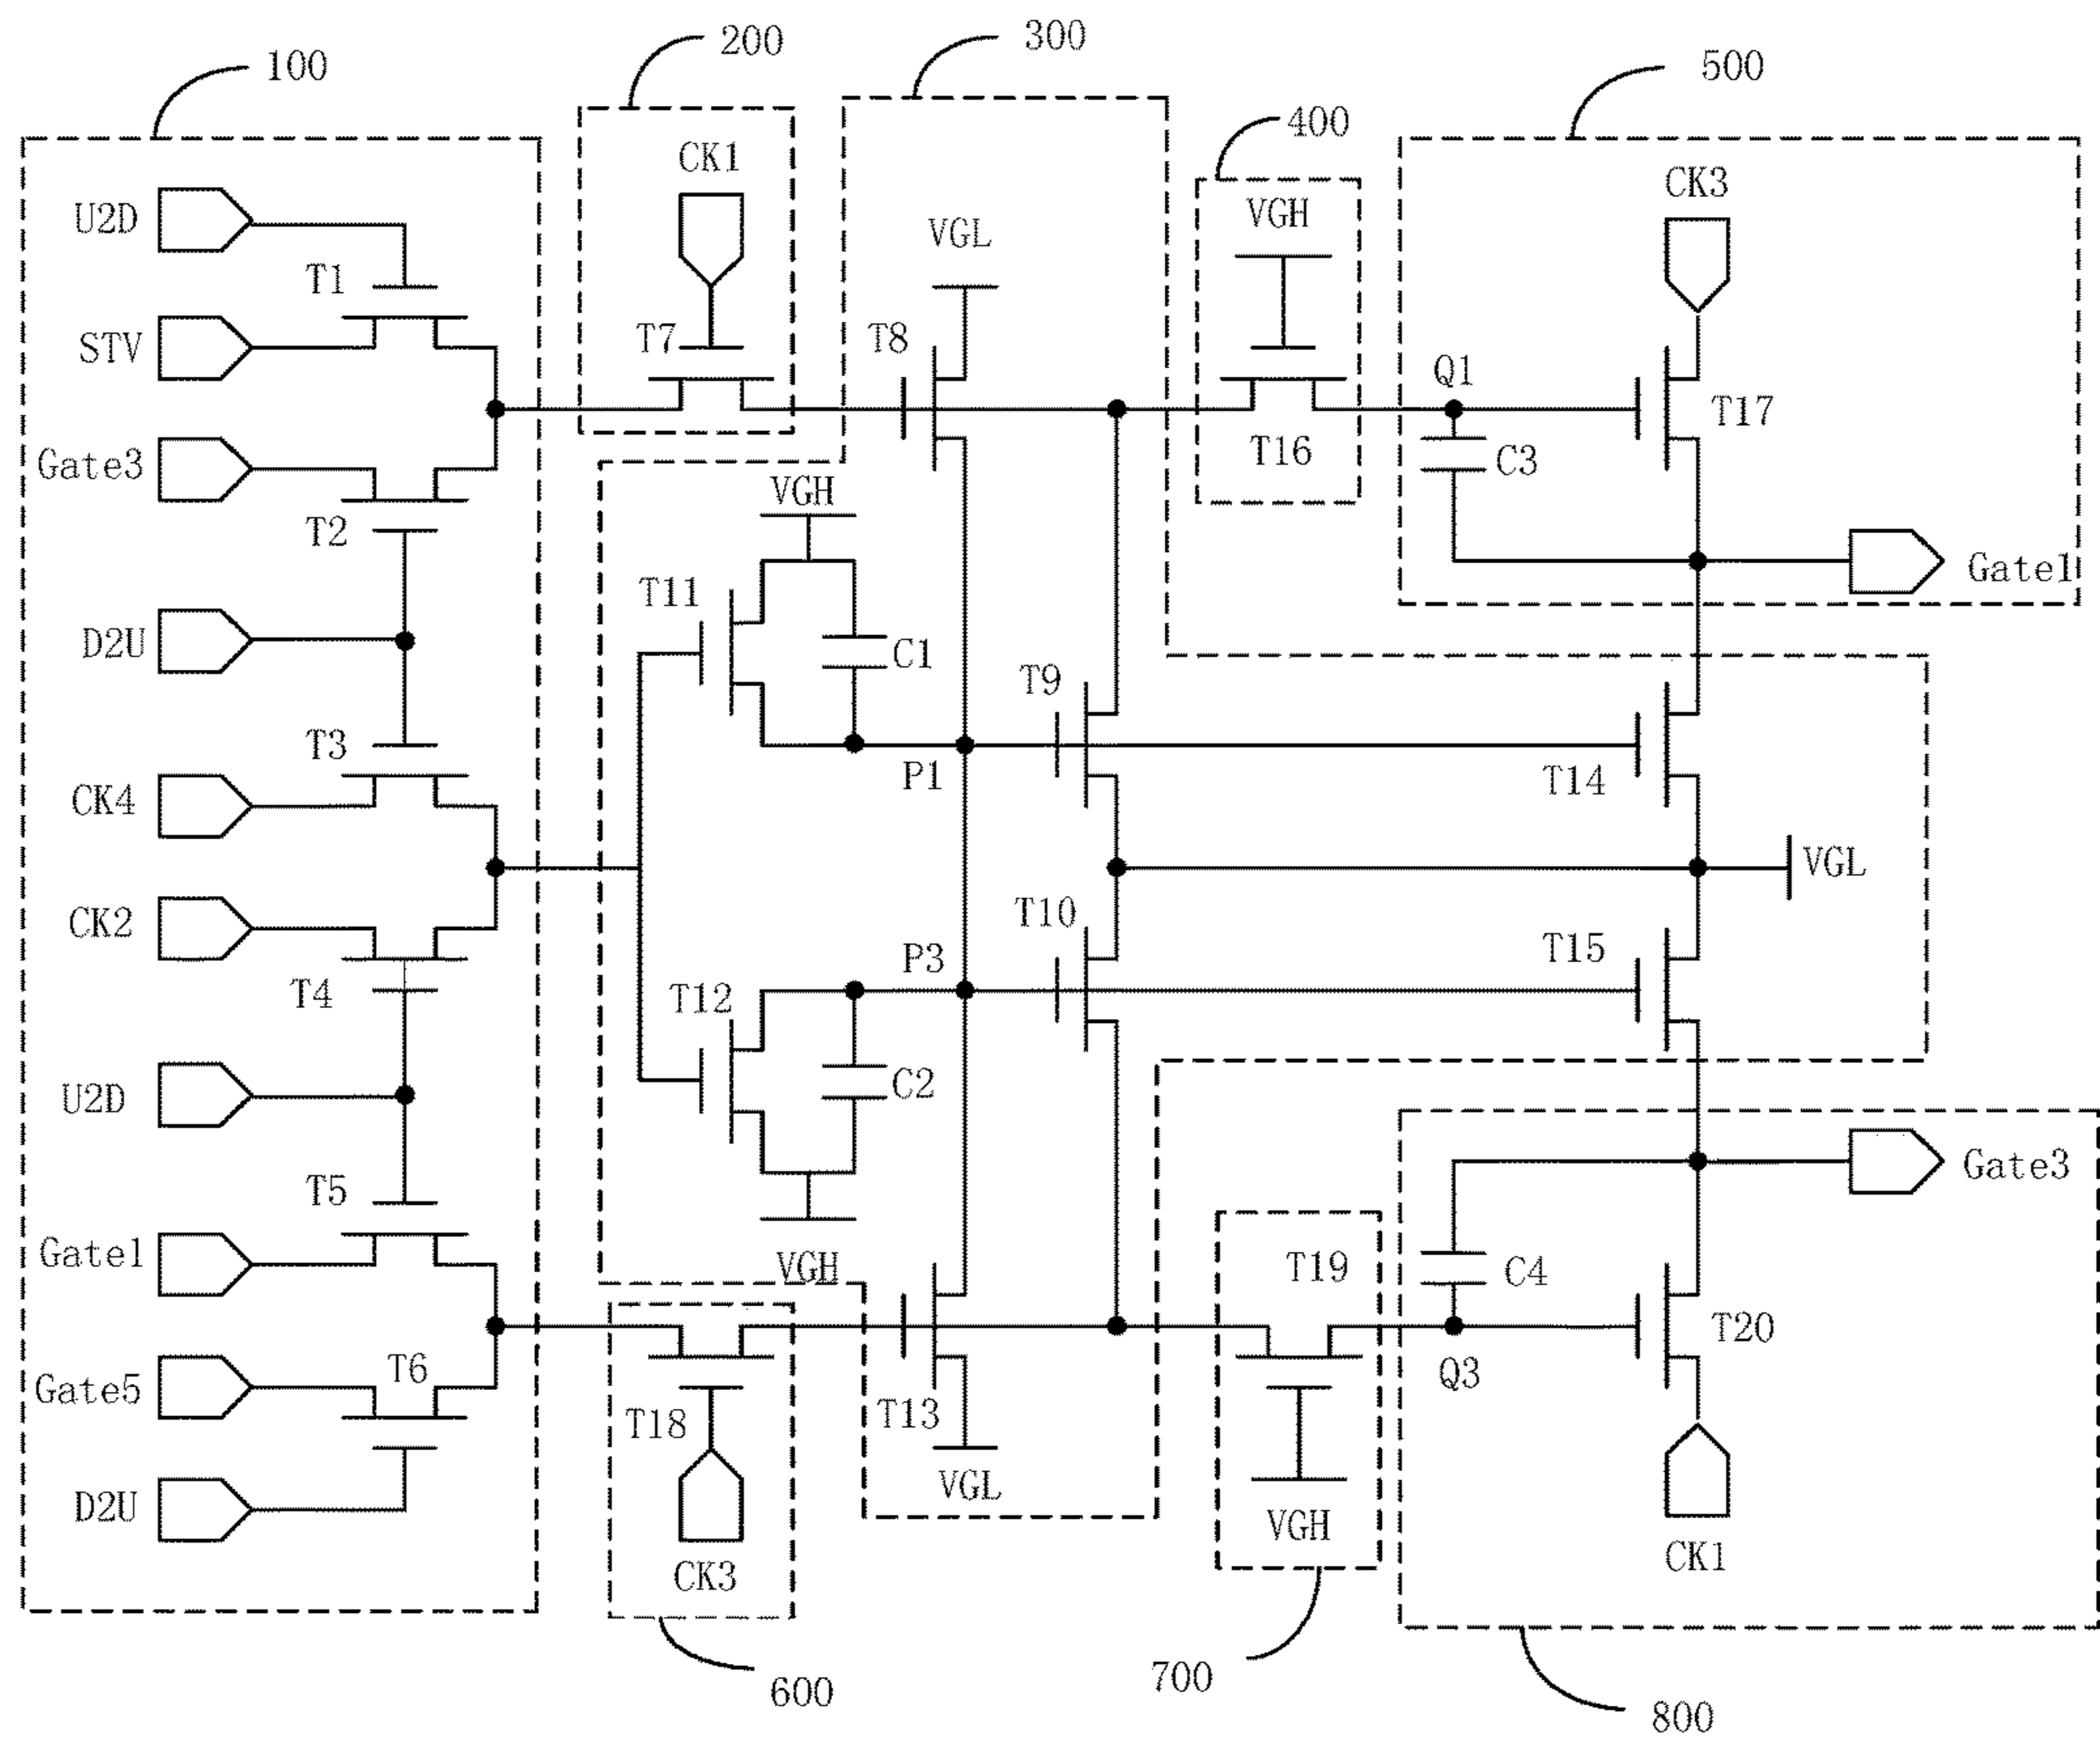 100
200
300
400
500
U2D
T1
STV
Gate3
T2
D2U
T3
CK4
CK2
T4
U2D
T5
Gate1
T6
Gate5
D2U
CK1
T7
VGL
T8
VGH
T11
C1
P1
T9
T10
P3
T12
C2
VGH
T13
VGL
T18
CK3
600
VGH
T16
Q1
C3
CK3
T17
Gate1
T14
VGL
T15
Gate3
T19
C4
Q3
T20
VGH
CK1
700
800